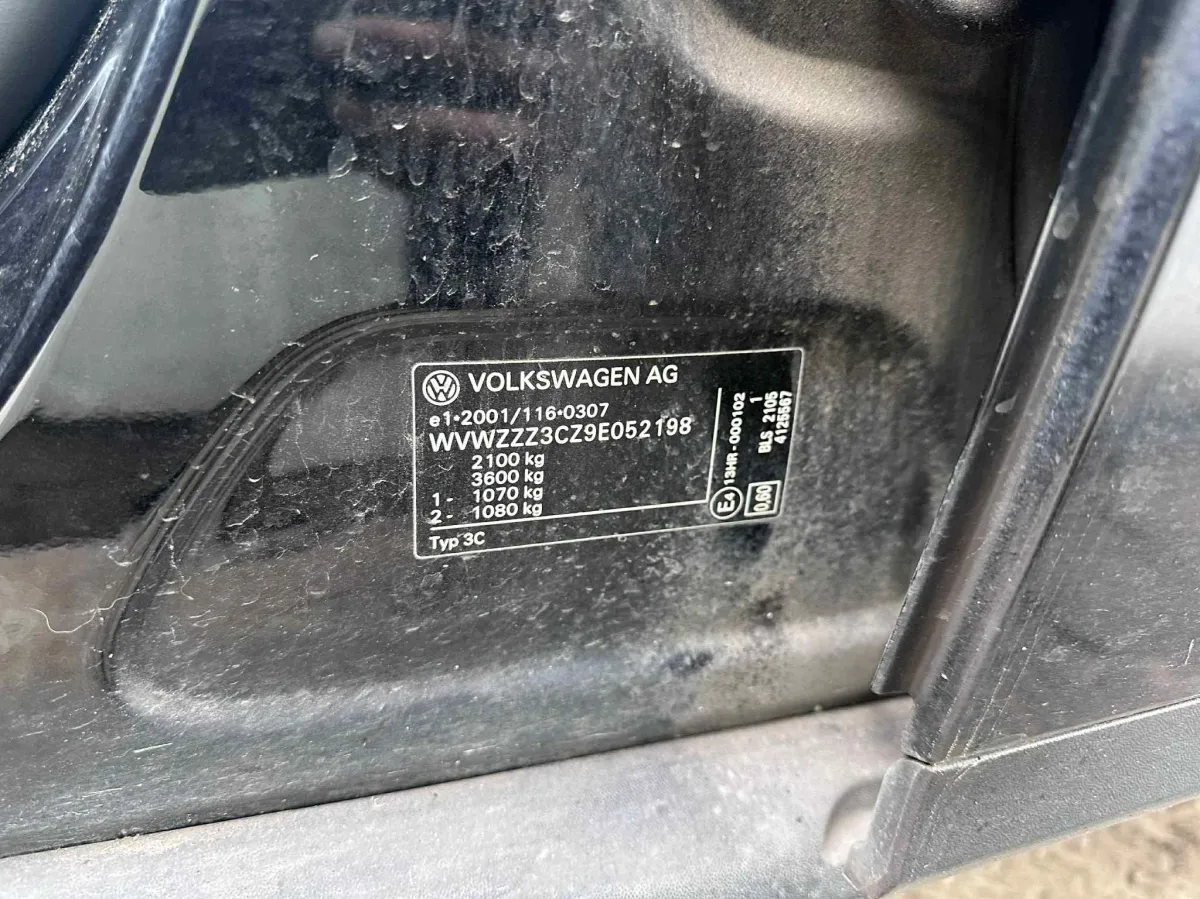 VOLKSWAGEN AG
e1*2001/116*0307
WVWZZZ3CZ9E052198
2100 kg
3600 kg
1- 1070 kg
2- 1080 kg
Typ 3C
E4
13HR-000102
1
BLS 2105
4125567
0,60